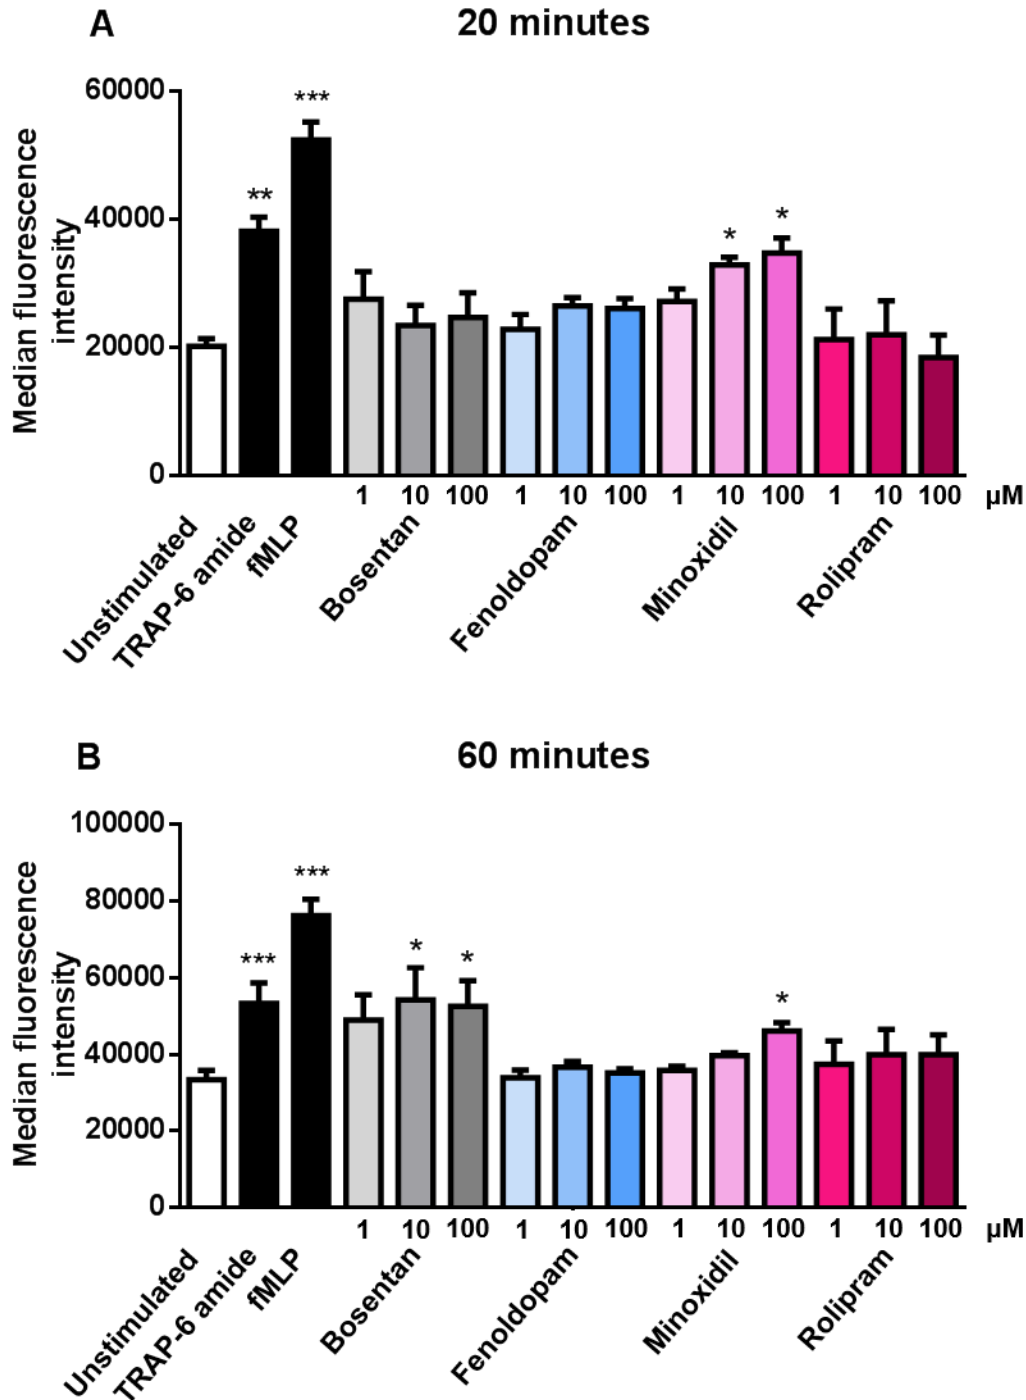 A
20 minutes
Median fluorescence
intensity
60000
40000
20000
0
**
***
*
*
1 10 100 1 10 100 1 10 100 1 10 100 µM
Unstimulated
TRAP-6 amide
fMLP
Bosentan
Fenoldopam
Minoxidil
Rolipram
B
60 minutes
Median fluorescence
intensity
100000
80000
60000
40000
20000
0
***
***
*
*
*
1 10 100 1 10 100 1 10 100 1 10 100 µM
Unstimulated
TRAP-6 amide
fMLP
Bosentan
Fenoldopam
Minoxidil
Rolipram